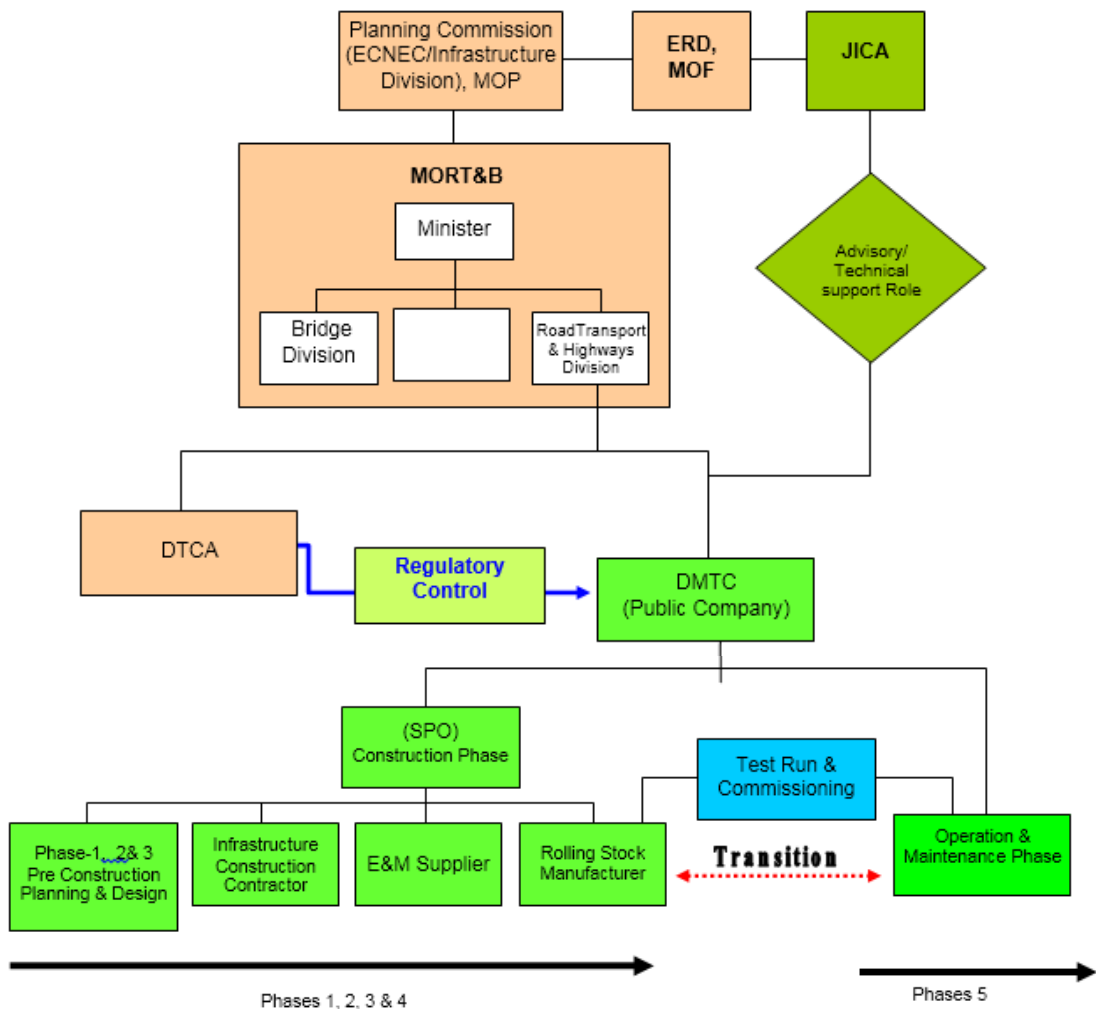 Planning Commission
(ECNEC/Infrastructure
Division), MOP
ERD,
MOF
JICA
MORT&B
Minister
Bridge
Division
RoadTransport
& Highways
Division
Advisory/
Technical
support Role
DTCA
Regulatory
Control
DMTC
(Public Company)
(SPO)
Construction Phase
Test Run &
Commissioning
Phase-1, 2& 3
Pre Construction
Planning & Design
Infrastructure
Construction
Contractor
E&M Supplier
Rolling Stock
Manufacturer
Transition
Operation &
Maintenance Phase
Phases 1, 2, 3 & 4
Phases 5